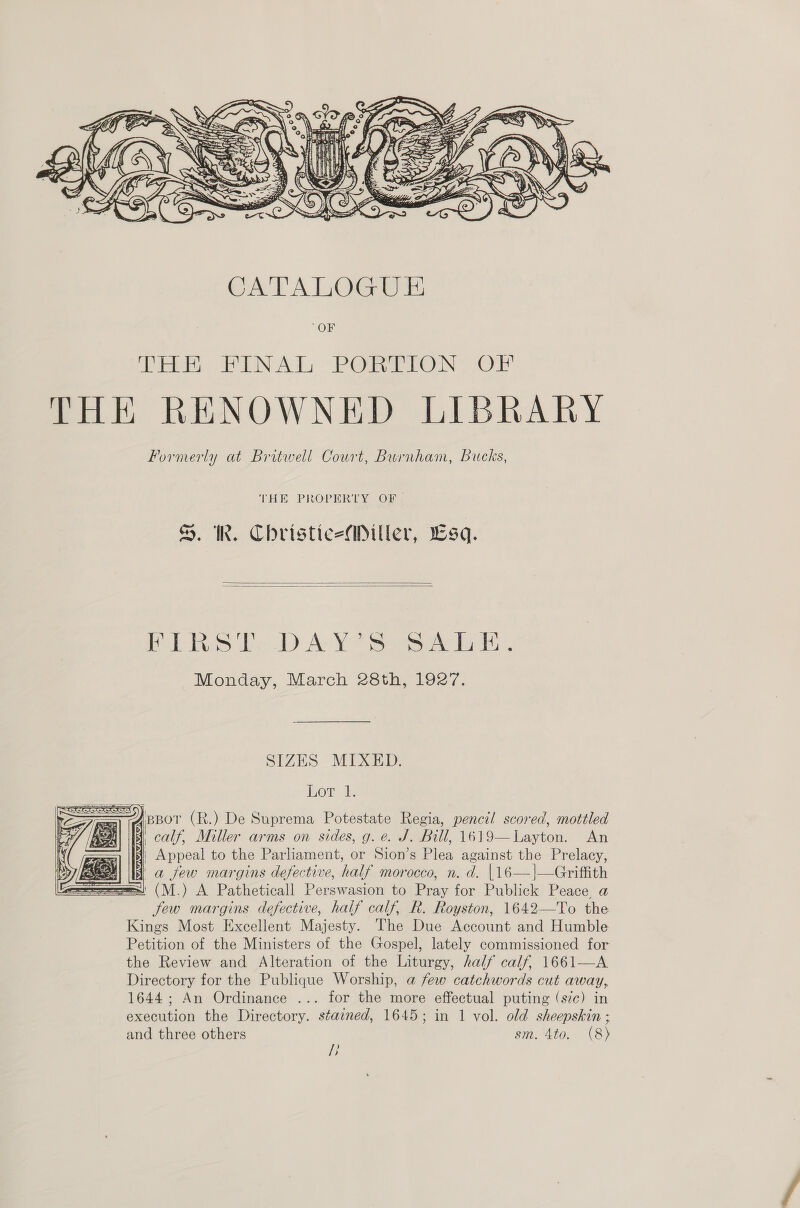 CATALOGUE
OF
THE FINAL PORTION OF
THE RENOWNED LIBRARY
Formerly at Britwell Court, Burnham, Bucks,
THE PROPERTY OF
S. R. Christie-Miller, Esq.
FIRST DAY'S SALE.
Monday, March 28th, 1927.
SIZES MIXED.
LOT 1.
ABBOT (R.) De Suprema Potestate Regia, pencil scored, mottled
calf, Miller arms on sides, g. e. J. Bill, 1619—Layton. An
Appeal to the Parliament, or Sion's Plea against the Prelacy,
a few margins defective, half morocco, n. d. [16—]—Griffith
(M.) A Patheticall Perswasion to Pray for Publick Peace, a
few margins defective, half calf, R. Royston, 1642—To the
Kings Most Excellent Majesty. The Due Account and Humble
Petition of the Ministers of the Gospel, lately commissioned for
the Review and Alteration of the Liturgy, half calf, 1661—A
Directory for the Publique Worship, a few catchwords cut away,
1644; An Ordinance ... for the more effectual puting (sic) in
execution the Directory. stained, 1645; in 1 vol. old sheepskin;
and three others sm. 4to. (8)
B